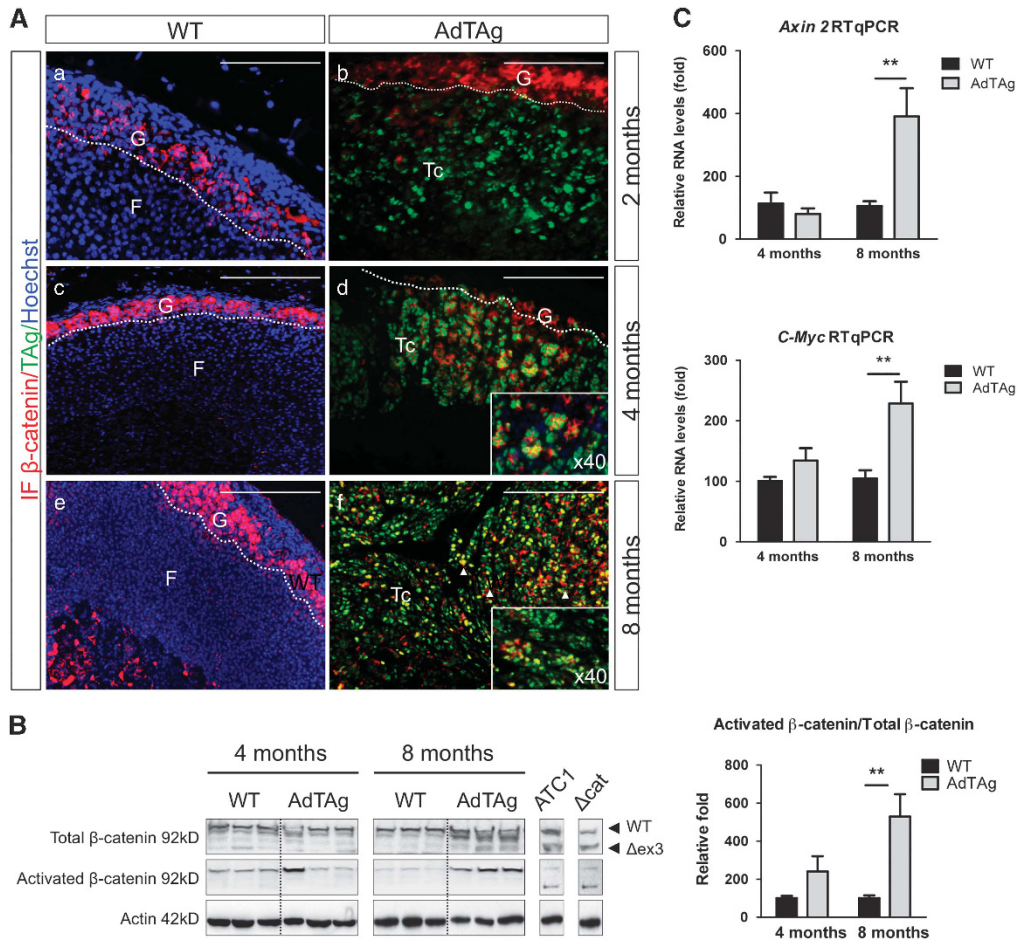 A
WT
AdTAg
IF β-catenin/TAg/Hoechst
a
G
F
b
G
Tc
2 months
c
G
F
d
Tc
G
x40
4 months
e
G
WT
F
f
Tc
x40
8 months
B
4 months
8 months
WT
AdTAg
WT
AdTAg
ATC1
Δcat
Total β-catenin 92kD
WT
Δex3
Activated β-catenin 92kD
Actin 42kD
C
Axin 2 RTqPCR
WT
AdTAg
Relative RNA levels (fold)
600
400
200
0
**
4 months
8 months
C-Myc RTqPCR
WT
AdTAg
Relative RNA levels (fold)
300
200
100
0
**
4 months
8 months
Activated β-catenin/Total β-catenin
WT
AdTAg
Relative fold
800
600
400
200
0
**
4 months
8 months